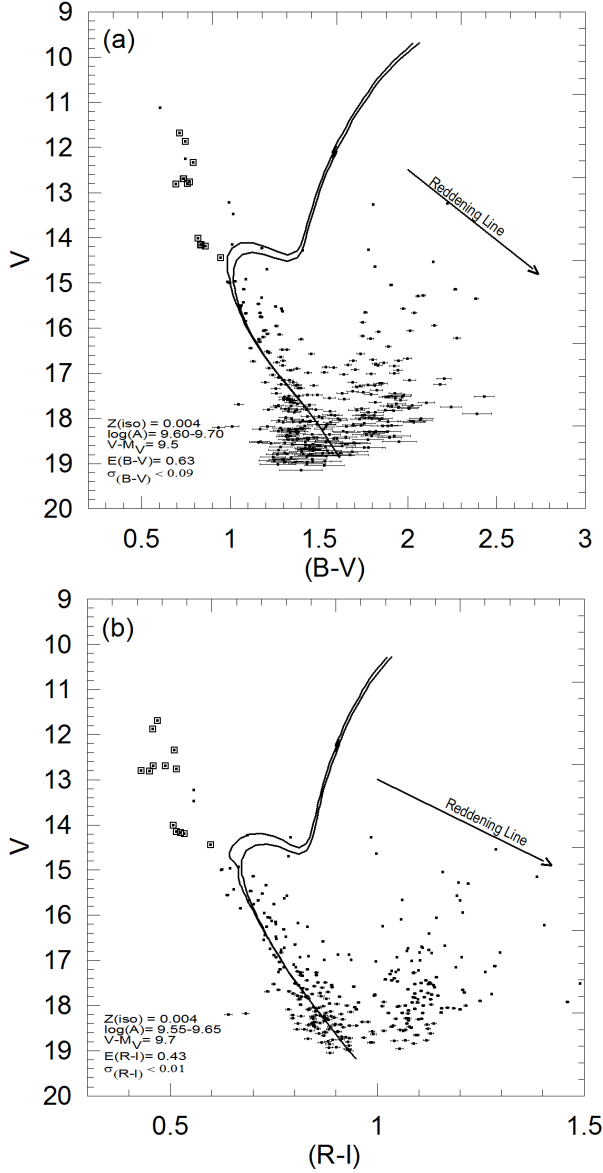 9
(a)
10
11
12
13
14
15
16
17
18
19
20
V
Reddening Line
Z(iso) = 0.004
log(A)= 9.60-9.70
V-M_V= 9.5
E(B-V)= 0.63
σ_(B-V) < 0.09
0.5
1
1.5
2
2.5
3
(B-V)
9
(b)
10
11
12
13
14
15
16
17
18
19
20
V
Reddening Line
Z(iso) = 0.004
log(A)= 9.55-9.65
V-M_V= 9.7
E(R-I)= 0.43
σ_(R-I) < 0.01
0.5
1
1.5
(R-I)